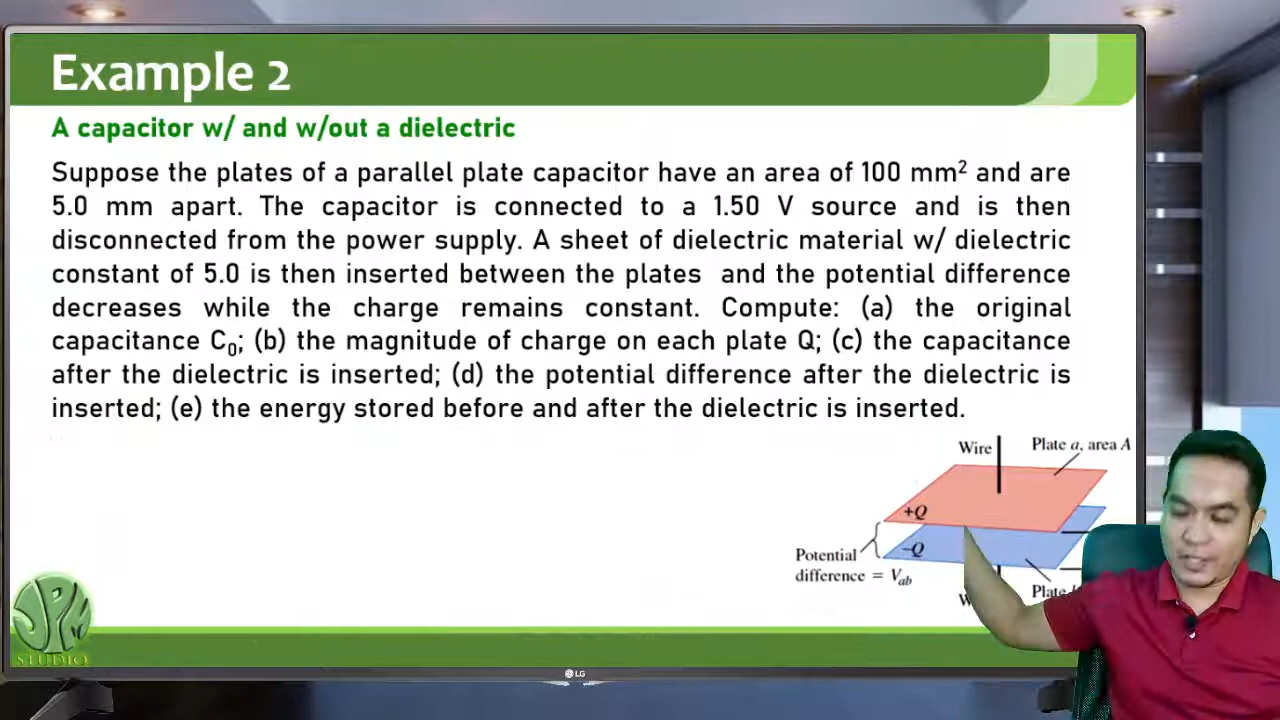 Example 2
A capacitor w/ and w/out a dielectric
Suppose the plates of a parallel plate capacitor have an area of 100 mm² and are
5.0 mm apart. The capacitor is connected to a 1.50 V source and is then
disconnected from the power supply. A sheet of dielectric material w/ dielectric
constant of 5.0 is then inserted between the plates and the potential difference
decreases while the charge remains constant. Compute: (a) the original
capacitance C₀; (b) the magnitude of charge on each plate Q; (c) the capacitance
after the dielectric is inserted; (d) the potential difference after the dielectric is
inserted; (e) the energy stored before and after the dielectric is inserted.
Wire
Plate a, area A
+Q
−Q
Potential
difference = Vab
Plate
STUDIO
LG